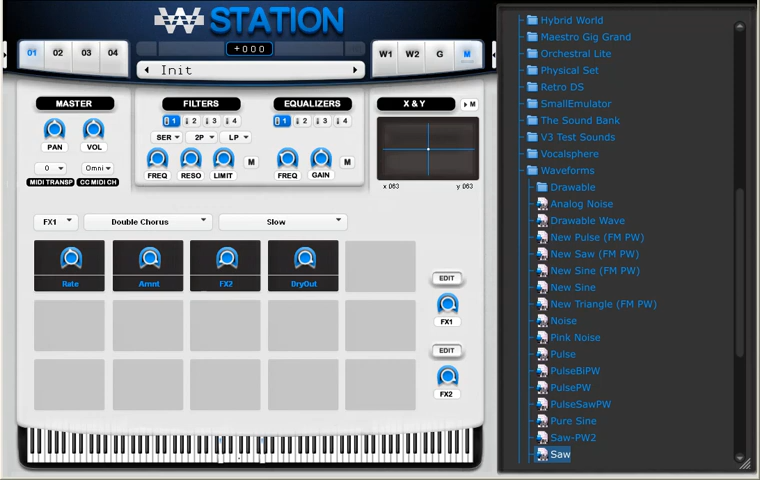 W STATION
01 02 03 04
+000
W1 W2 G M
Init
MASTER
PAN VOL
0 Omni
MIDI TRANSP CC MIDI CH
FILTERS
1 2 3 4
SER 2P LP
FREQ RESO LIMIT M
EQUALIZERS
1 2 3 4
FREQ GAIN M
X & Y M
x 063 y 063
FX1 Double Chorus Slow
Rate Amnt FX2 DryOut
EDIT
FX1
EDIT
FX2
Hybrid World
Maestro Gig Grand
Orchestral Lite
Physical Set
Retro DS
SmallEmulator
The Sound Bank
V3 Test Sounds
Vocalsphere
Waveforms
Drawable
Analog Noise
Drawable Wave
New Pulse (FM PW)
New Saw (FM PW)
New Sine (FM PW)
New Sine
New Triangle (FM PW)
Noise
Pink Noise
Pulse
PulseBiPW
PulsePW
PulseSawPW
Pure Sine
Saw-PW2
Saw